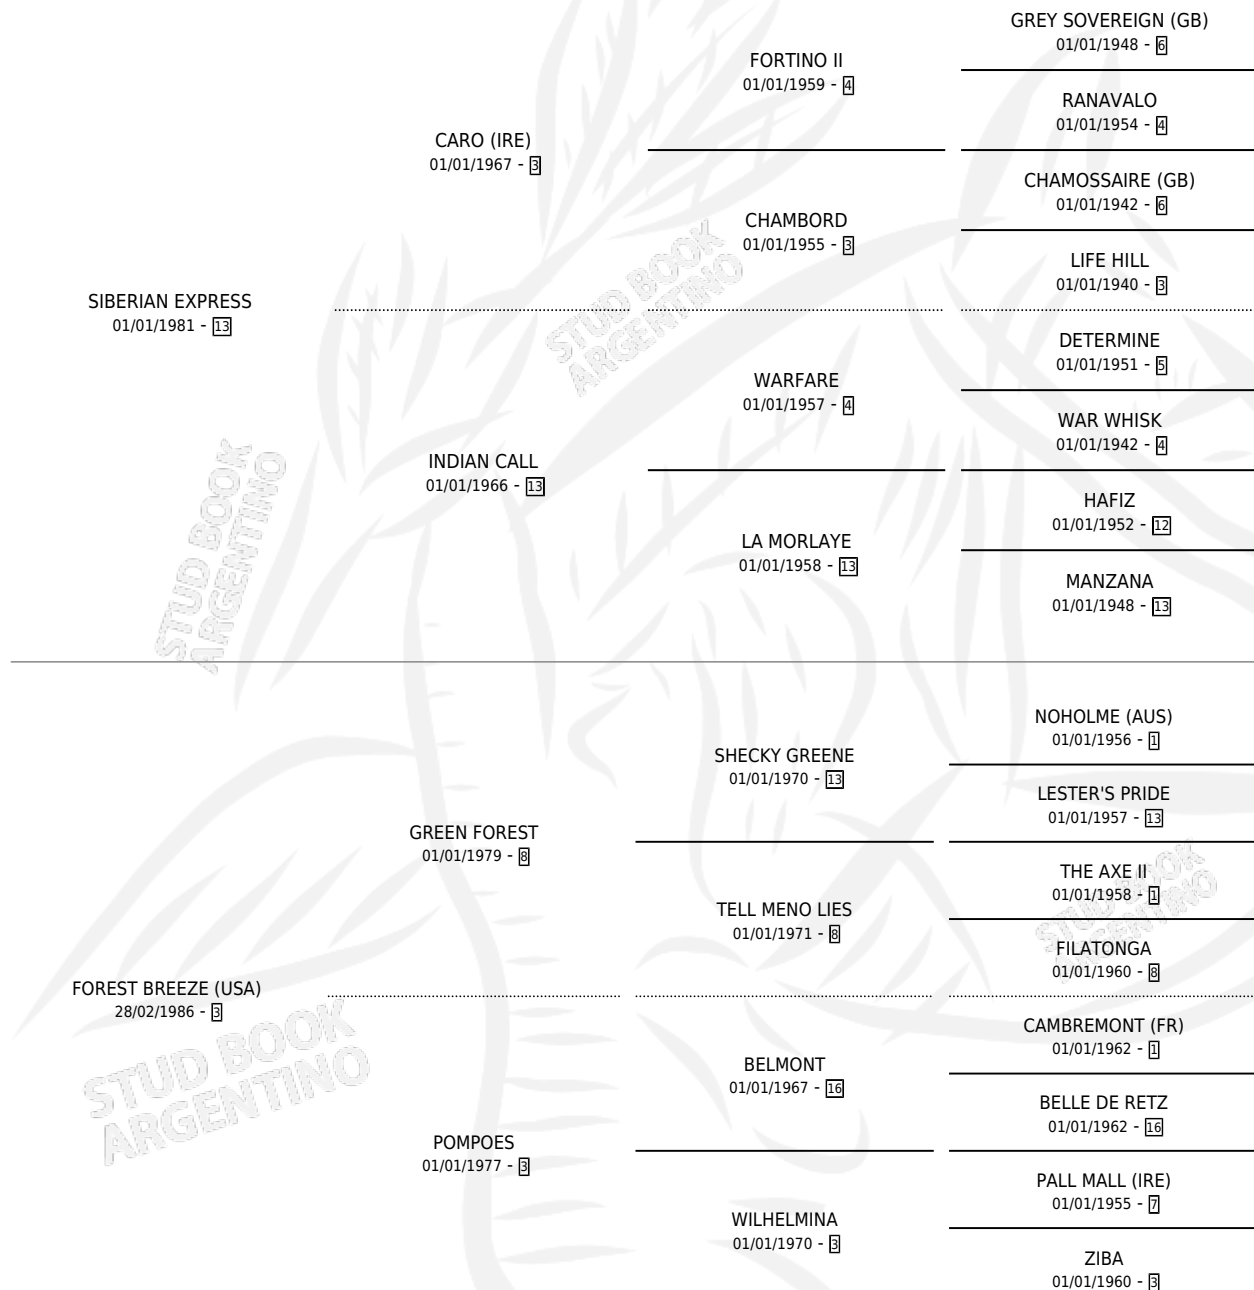 GREY SOVEREIGN (GB)
01/01/1948 - 6
FORTINO II
01/01/1959 - 4
RANAVALO
01/01/1954 - 4
CARO (IRE)
01/01/1967 - 3
CHAMOSSAIRE (GB)
01/01/1942 - 6
CHAMBORD
01/01/1955 - 3
LIFE HILL
01/01/1940 - 3
SIBERIAN EXPRESS
01/01/1981 - 13
DETERMINE
01/01/1951 - 5
WARFARE
01/01/1957 - 4
WAR WHISK
01/01/1942 - 4
INDIAN CALL
01/01/1966 - 13
HAFIZ
01/01/1952 - 12
LA MORLAYE
01/01/1958 - 13
MANZANA
01/01/1948 - 13
NOHOLME (AUS)
01/01/1956 - 1
SHECKY GREENE
01/01/1970 - 13
LESTER'S PRIDE
01/01/1957 - 13
GREEN FOREST
01/01/1979 - 8
THE AXE II
01/01/1958 - 1
TELL MENO LIES
01/01/1971 - 8
FILATONGA
01/01/1960 - 8
FOREST BREEZE (USA)
28/02/1986 - 3
CAMBREMONT (FR)
01/01/1962 - 1
BELMONT
01/01/1967 - 16
BELLE DE RETZ
01/01/1962 - 16
POMPOES
01/01/1977 - 3
PALL MALL (IRE)
01/01/1955 - 7
WILHELMINA
01/01/1970 - 3
ZIBA
01/01/1960 - 3
STUD BOOK
ARGENTINO
STUD BOOK
ARGENTINO
STUD BOOK
ARGENTINO
STUD BOOK
ARGENTINO